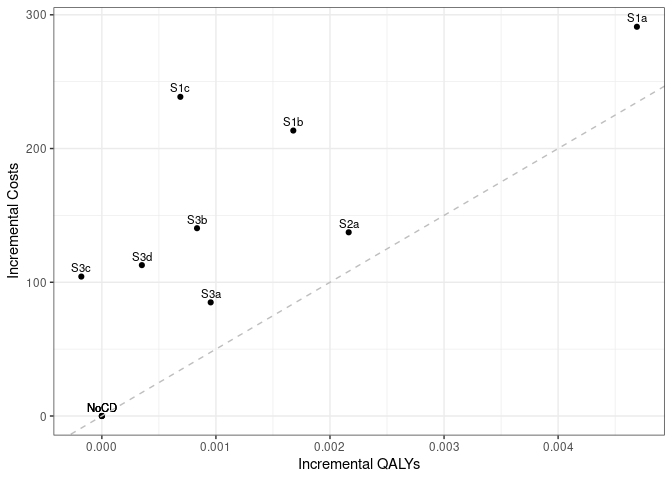 300
200
100
0
Incremental Costs
S1a
S1c
S1b
S3b
S2a
S3d
S3c
S3a
NoCD
0.000
0.001
0.002
0.003
0.004
Incremental QALYs